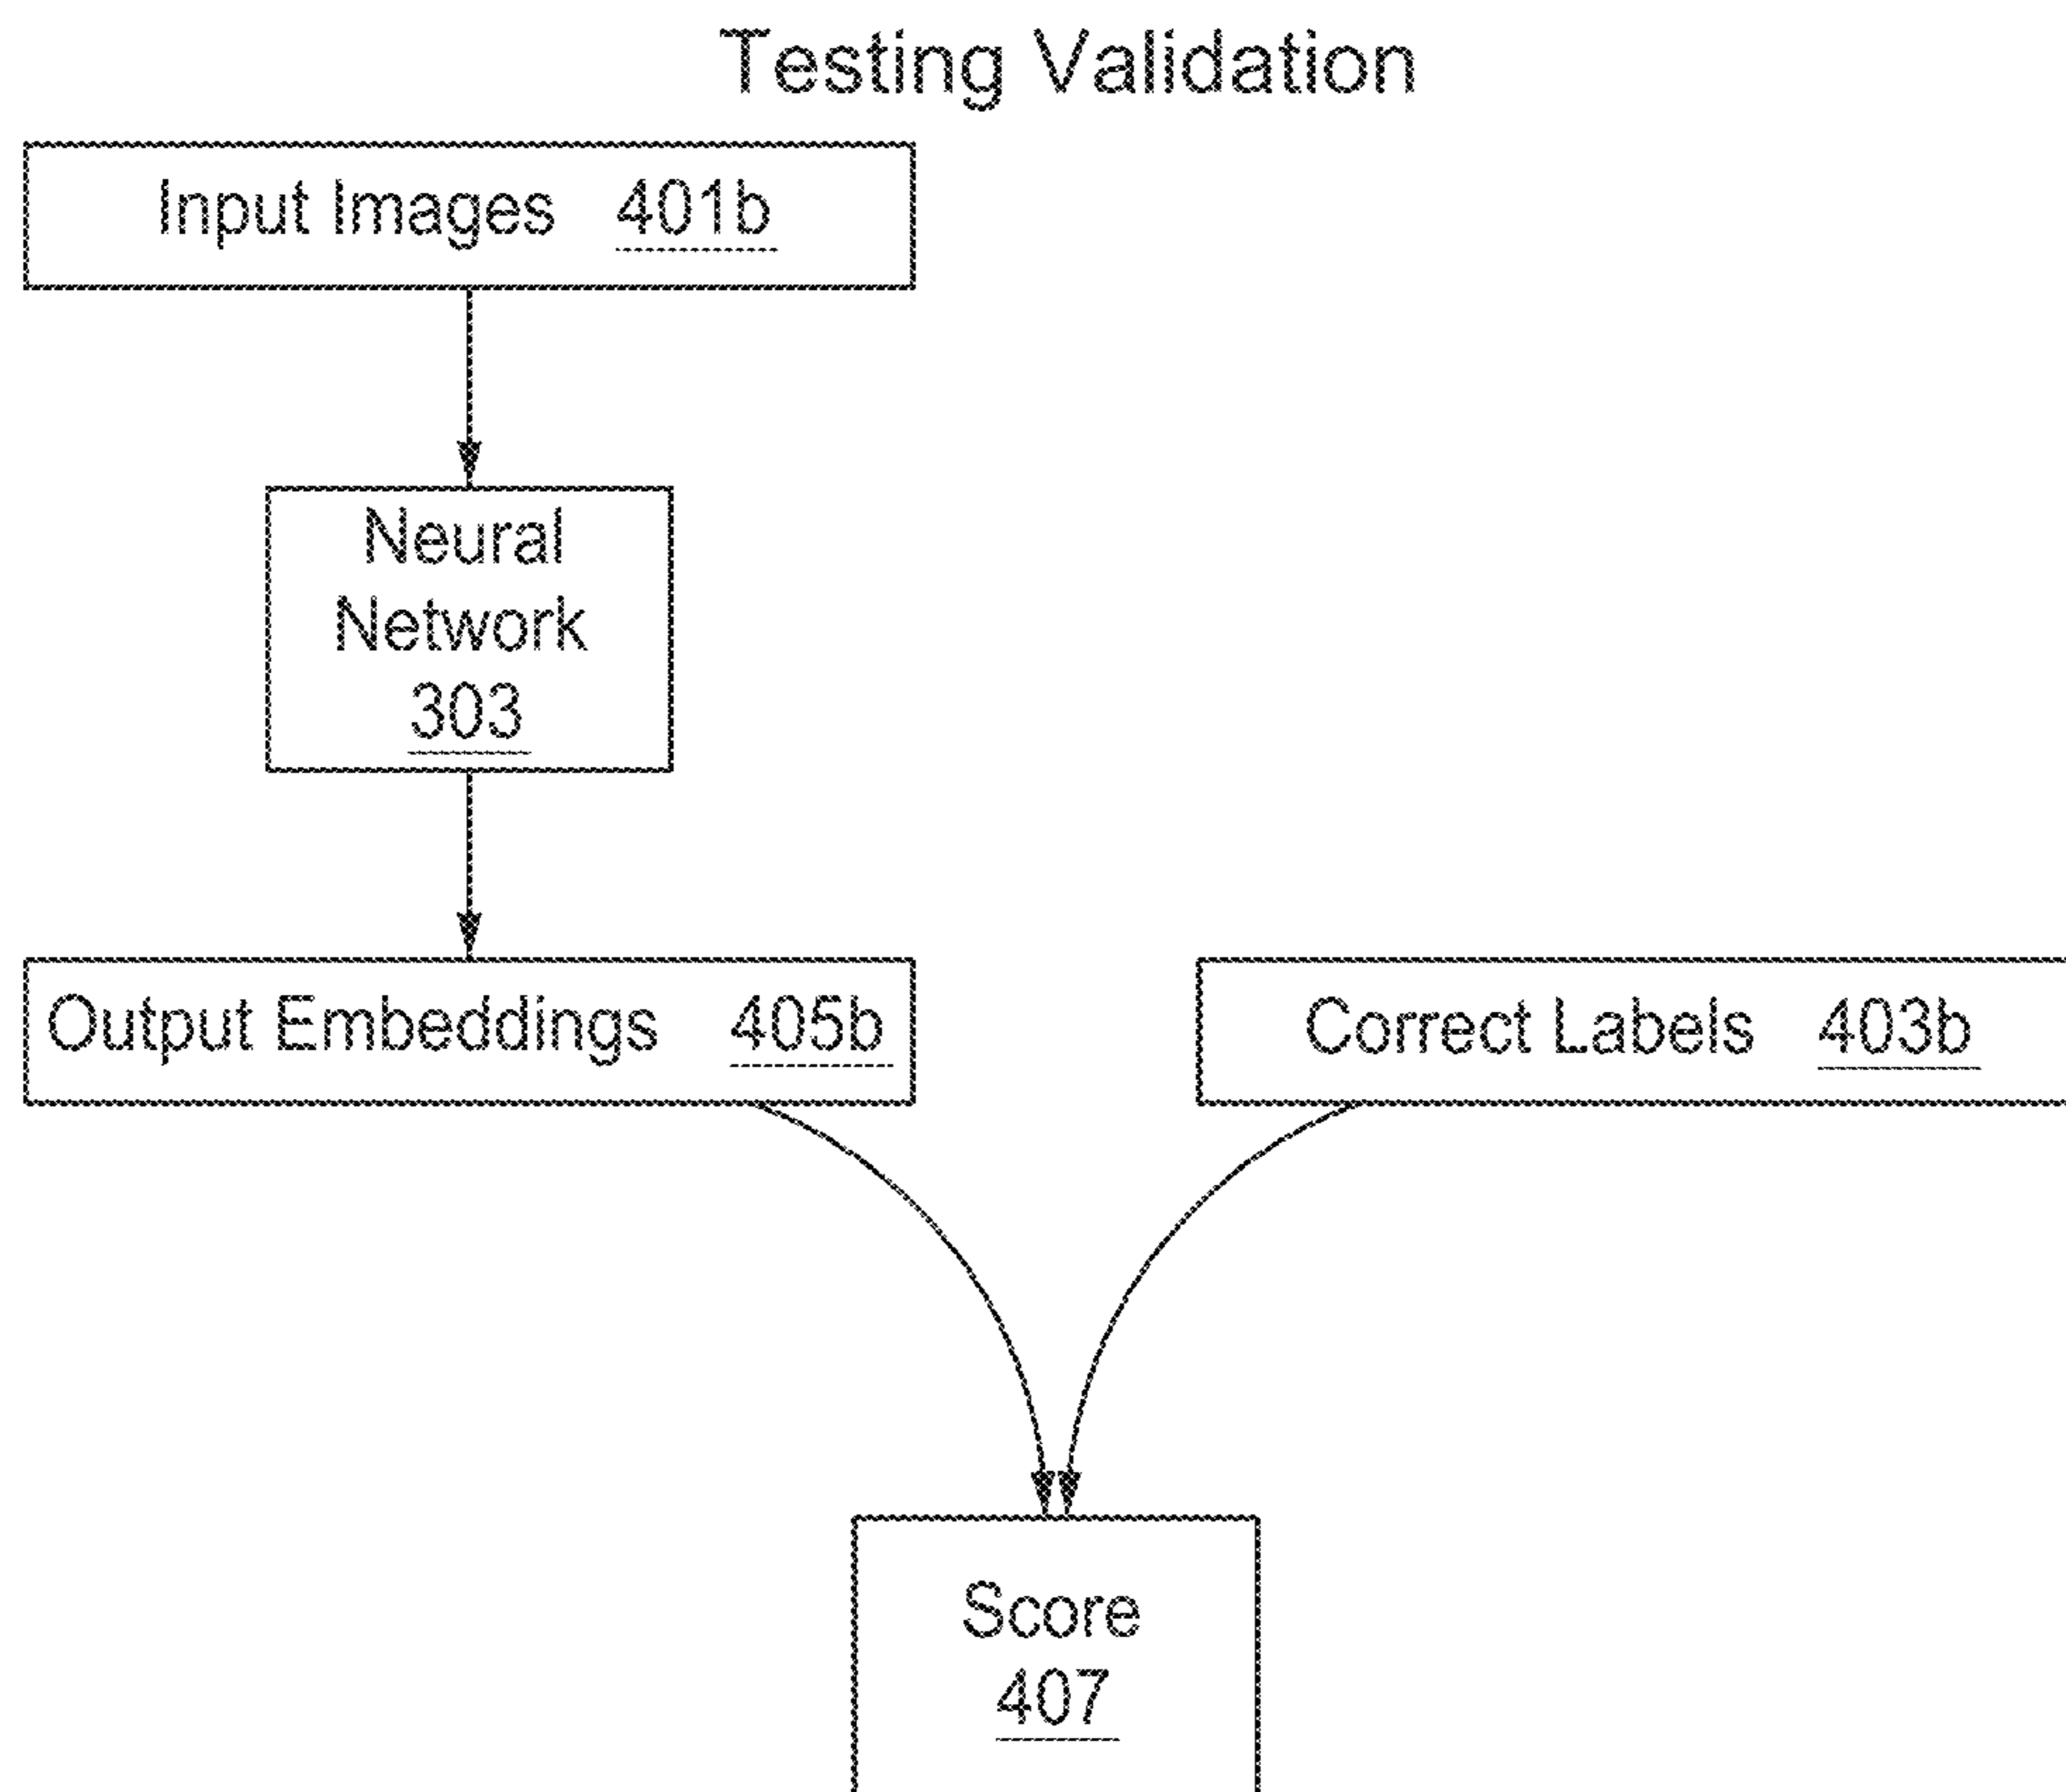 Testing Validation
Input Images 401b
Neural
Network
303
Output Embeddings 405b
Correct Labels 403b
Score
407